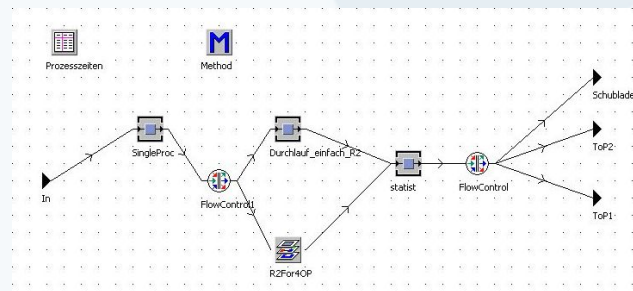 Prozesszeiten
Method
M
Schublade
SingleProc
Durchlauf_einfach_R2
ToP2
In
FlowControl1
statist
FlowControl
ToP1
R2For4OP